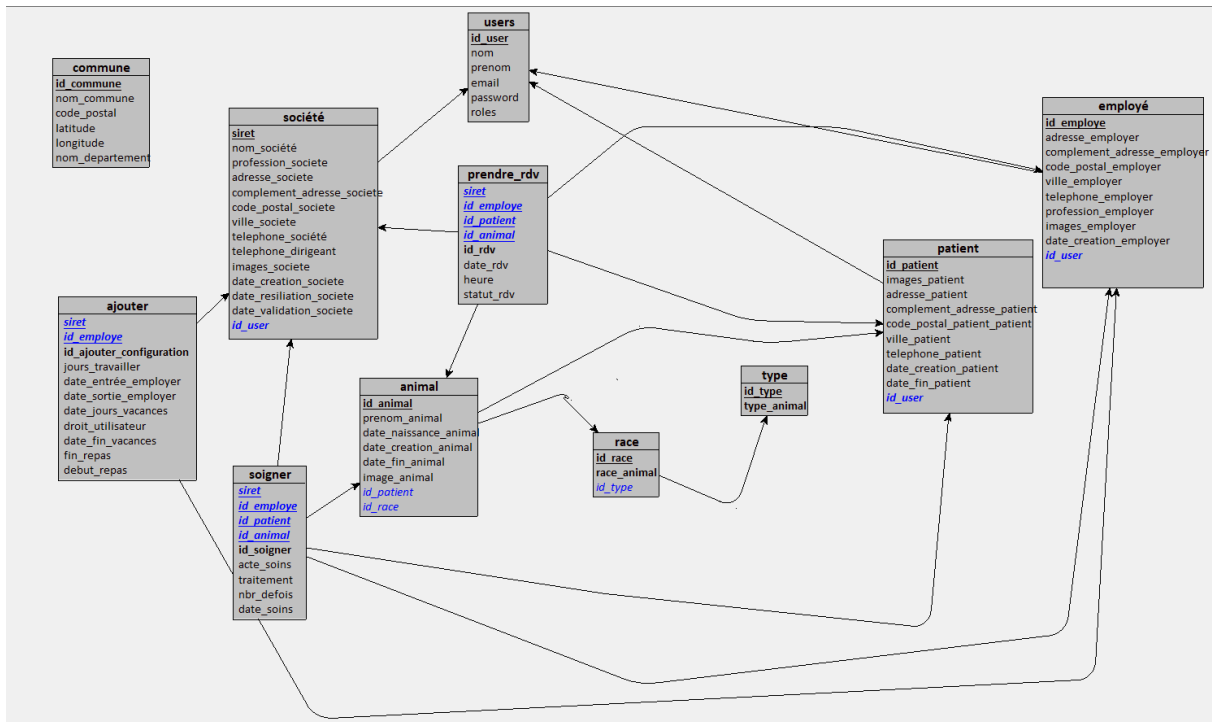 users
id_user
nom
prenom
email
password
roles
commune
id_commune
nom_commune
code_postal
latitude
longitude
nom_departement
société
siret
nom_société
profession_societe
adresse_societe
complement_adresse_societe
code_postal_societe
ville_societe
telephone_société
telephone_dirigeant
images_societe
date_creation_societe
date_resiliation_societe
date_validation_societe
id_user
prendre_rdv
siret
id_employe
id_patient
id_animal
id_rdv
date_rdv
heure
statut_rdv
employé
id_employe
adresse_employer
complement_adresse_employer
code_postal_employer
ville_employer
telephone_employer
profession_employer
images_employer
date_creation_employer
id_user
patient
id_patient
images_patient
adresse_patient
complement_adresse_patient
code_postal_patient_patient
ville_patient
telephone_patient
date_creation_patient
date_fin_patient
id_user
ajouter
siret
id_employe
id_ajouter_configuration
jours_travailler
date_entrée_employer
date_sortie_employer
date_jours_vacances
droit_utilisateur
date_fin_vacances
fin_repas
debut_repas
animal
id_animal
prenom_animal
date_naissance_animal
date_creation_animal
date_fin_animal
image_animal
id_patient
id_race
type
id_type
type_animal
race
id_race
race_animal
id_type
soigner
siret
id_employe
id_patient
id_animal
id_soigner
acte_soins
traitement
nbr_defois
date_soins